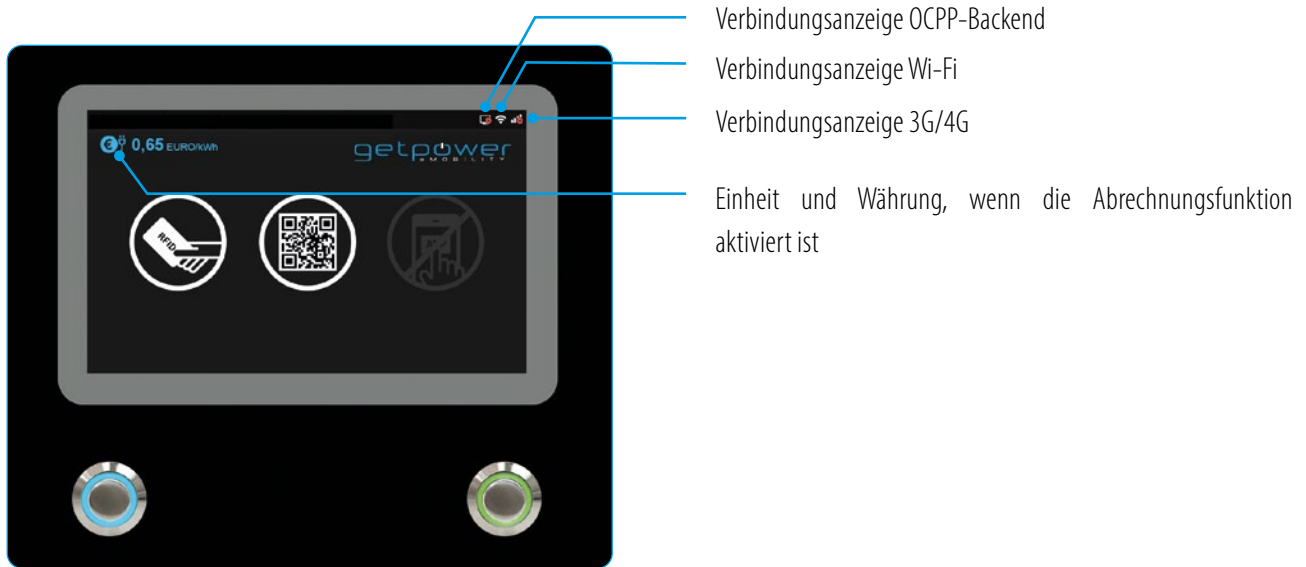 Verbindungsanzeige OCPP-Backend
Verbindungsanzeige Wi-Fi
Verbindungsanzeige 3G/4G
Einheit und Währung, wenn die Abrechnungsfunktion
aktiviert ist
€ 0,65 EURO/kWh
getpower
eMOBILITY
RFID